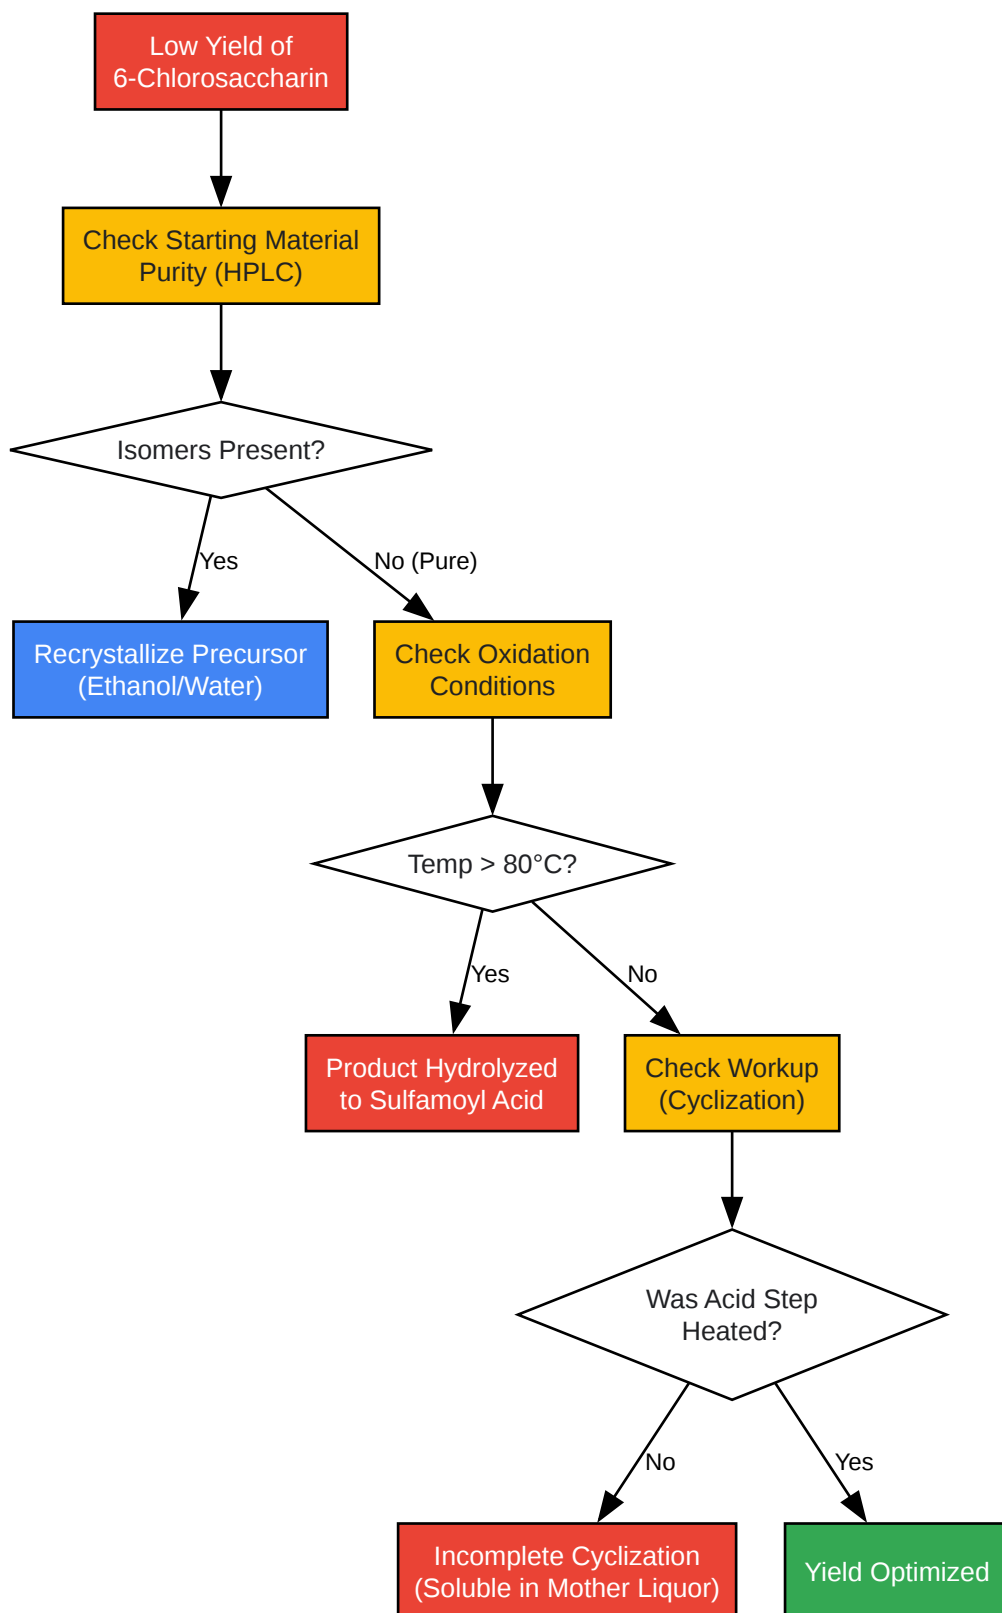 Low Yield of
6-Chlorosaccharin
Check Starting Material
Purity (HPLC)
Isomers Present?
Yes
No (Pure)
Recrystallize Precursor
(Ethanol/Water)
Check Oxidation
Conditions
Temp > 80°C?
Yes
No
Product Hydrolyzed
to Sulfamoyl Acid
Check Workup
(Cyclization)
Was Acid Step
Heated?
No
Yes
Incomplete Cyclization
(Soluble in Mother Liquor)
Yield Optimized